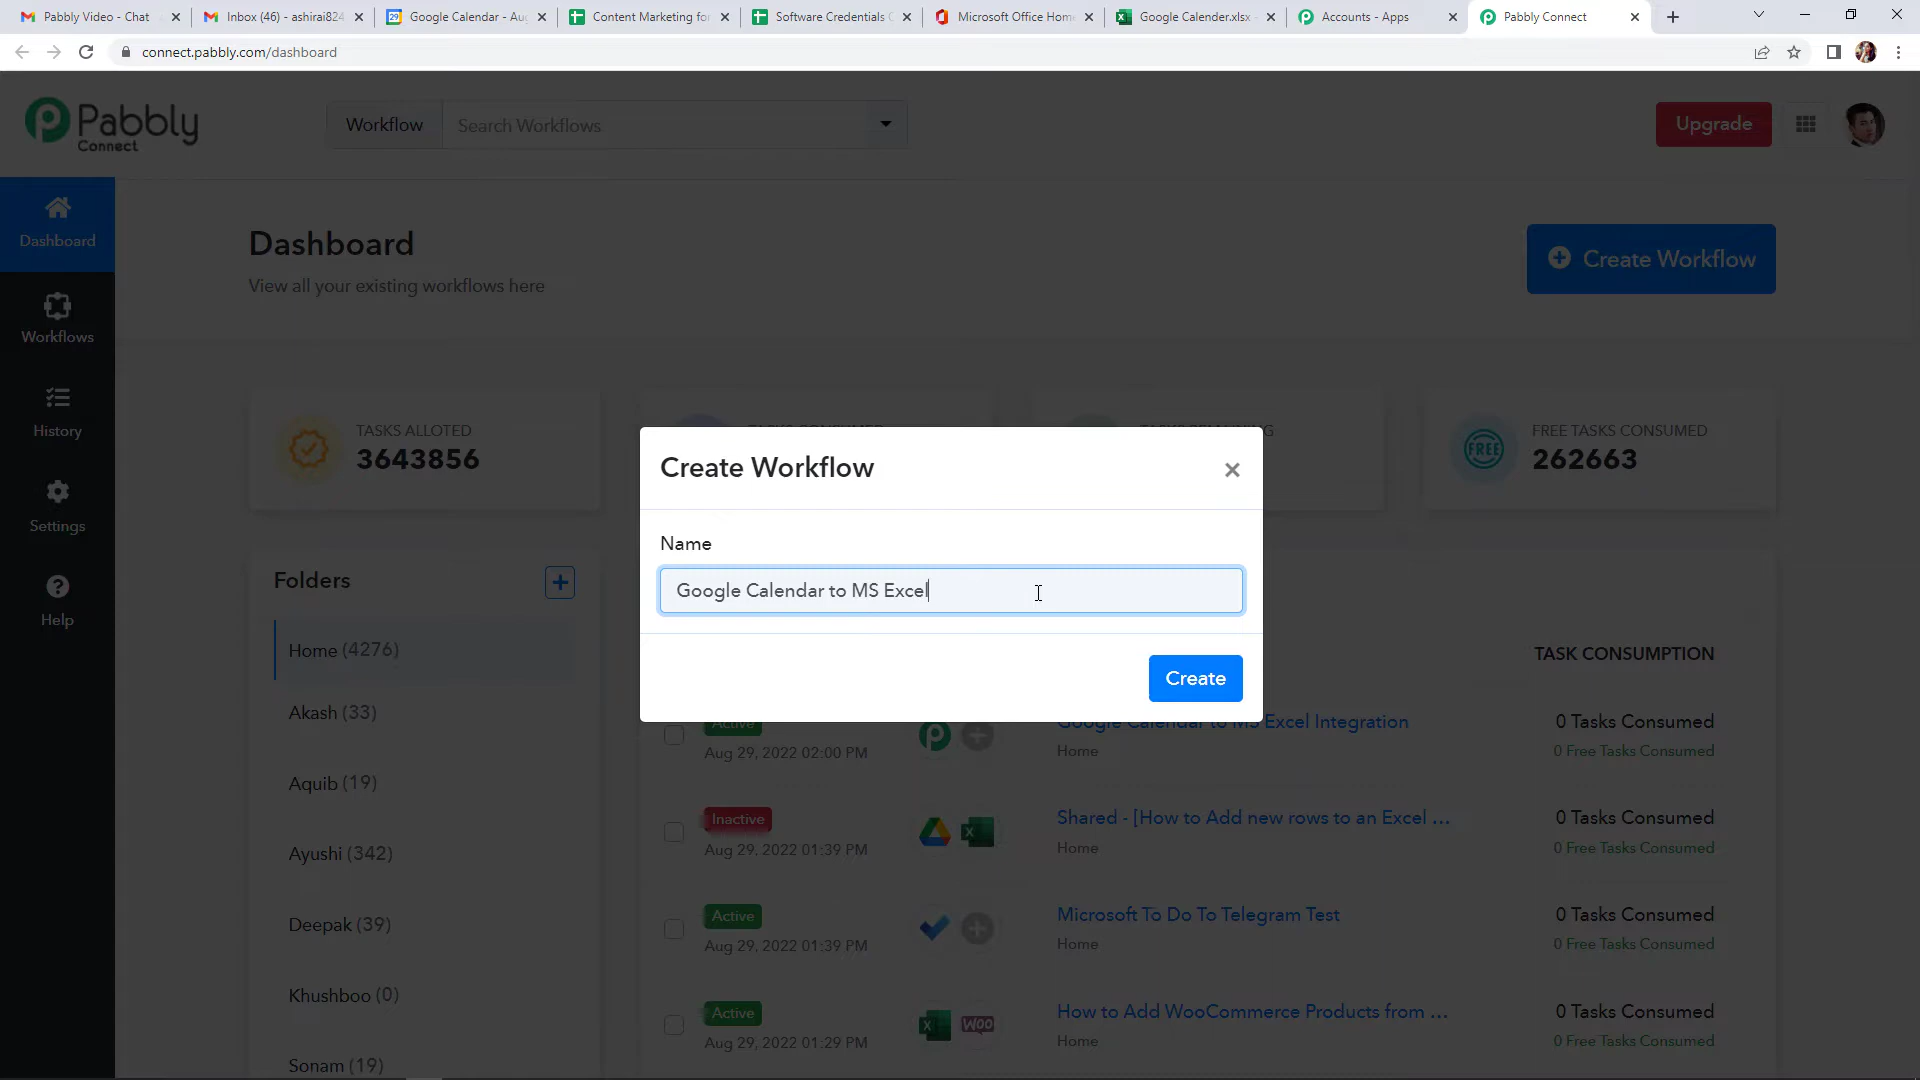 Pabbly Video - Chat
Inbox (46) - ashirai824
Google Calendar - Aug
Content Marketing for
Software Credentials
Microsoft Office Home
Google Calender.xlsx -
Accounts - Apps
Pabbly Connect
connect.pabbly.com/dashboard
Pabbly
Connect
Workflow
Search Workflows
Upgrade
Dashboard
Workflows
History
Settings
Help
Dashboard
View all your existing workflows here
Create Workflow
TASKS ALLOTED
3643856
FREE
FREE TASKS CONSUMED
262663
Create Workflow
×
Name
Google Calendar to MS Excel
Create
Folders
Home (4276)
Akash (33)
Aquib (19)
Ayushi (342)
Deepak (39)
Khushboo (0)
Sonam (19)
TASK CONSUMPTION
Active
Aug 29, 2022 02:00 PM
Google Calendar to MS Excel Integration
Home
0 Tasks Consumed
0 Free Tasks Consumed
Inactive
Aug 29, 2022 01:39 PM
Shared - [How to Add new rows to an Excel ...
Home
0 Tasks Consumed
0 Free Tasks Consumed
Active
Aug 29, 2022 01:39 PM
Microsoft To Do To Telegram Test
Home
0 Tasks Consumed
0 Free Tasks Consumed
Active
Aug 29, 2022 01:29 PM
WOO
How to Add WooCommerce Products from ...
Home
0 Tasks Consumed
0 Free Tasks Consumed